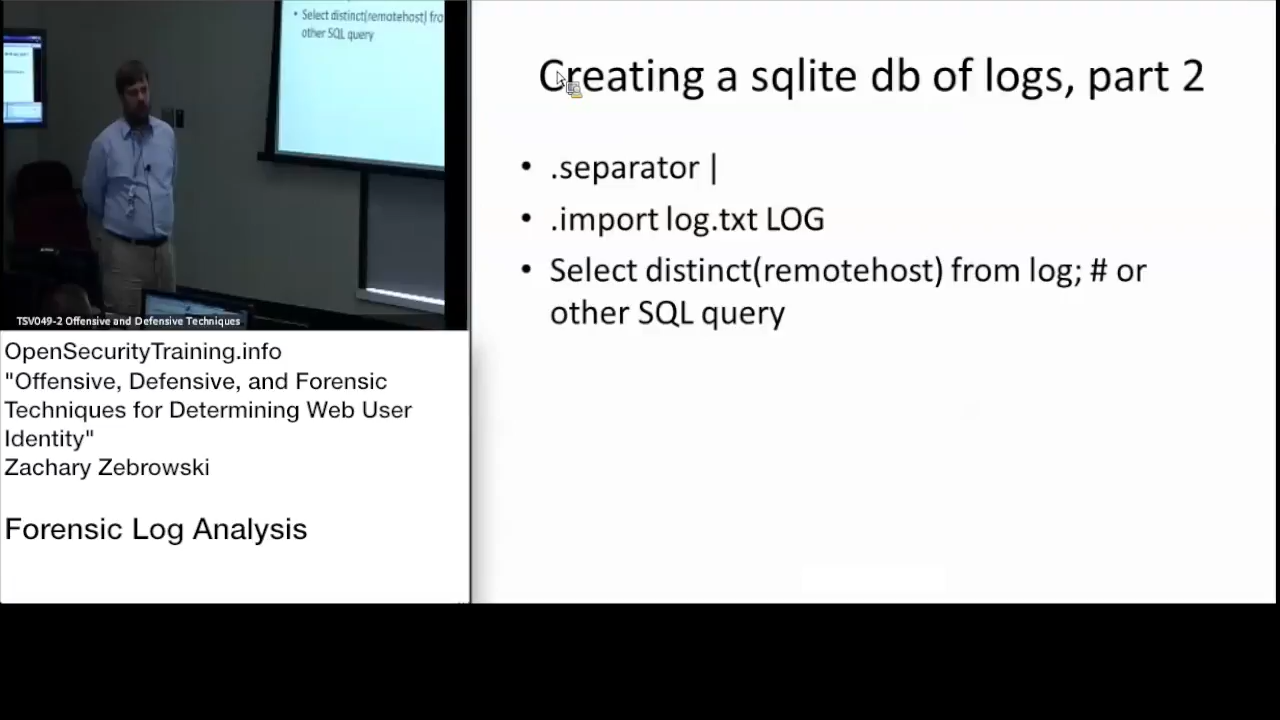 • Select distinct(remotehost) fro
other SQL query
TSV049-2 Offensive and Defensive Techniques
OpenSecurityTraining.info
"Offensive, Defensive, and Forensic
Techniques for Determining Web User
Identity"
Zachary Zebrowski
Forensic Log Analysis
Creating a sqlite db of logs, part 2
• .separator |
• .import log.txt LOG
• Select distinct(remotehost) from log; # or
other SQL query